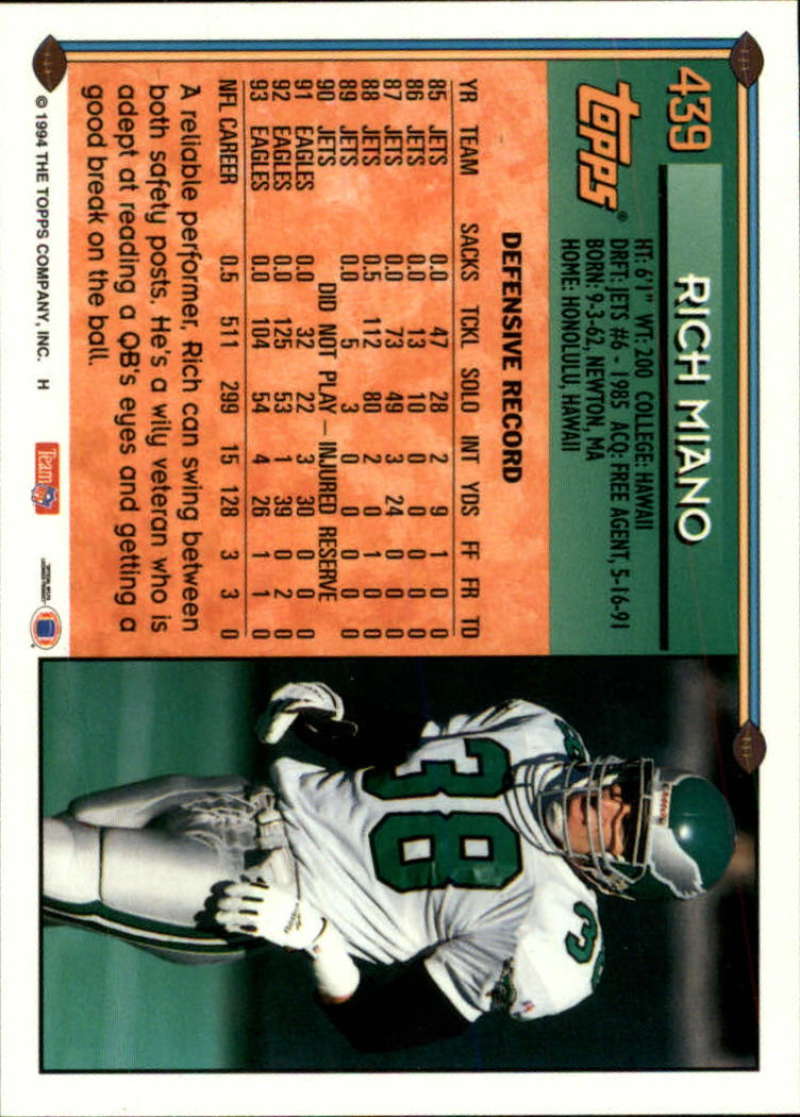 439
RICH MIANO
topps®
HT: 6'1" WT: 200 COLLEGE: HAWAII
DRFT: JETS #6 - 1985 ACQ: FREE AGENT, 5-16-91
BORN: 9-3-62, NEWTON, MA
HOME: HONOLULU, HAWAII
DEFENSIVE RECORD
YR TEAM SACKS TCKL SOLO INT YDS FF FR TD
85 JETS 0.0 47 28 2 9 1 0 0
86 JETS 0.0 13 10 0 0 0 0 0
87 JETS 0.0 73 49 3 24 0 0 0
88 JETS 0.5 112 80 2 0 1 0 0
89 JETS 0.0 5 3 0 0 0 0 0
90 JETS DID NOT PLAY — INJURED RESERVE
91 EAGLES 0.0 32 22 3 30 0 0 0
92 EAGLES 0.0 125 53 1 39 0 2 0
93 EAGLES 0.0 104 54 4 26 1 1 0
NFL CAREER 0.5 511 299 15 128 3 3 0
A reliable performer, Rich can swing between
both safety posts. He's a wily veteran who is
adept at reading a QB's eyes and getting a
good break on the ball.
© 1994 THE TOPPS COMPANY, INC. H
Team NFL
38
38